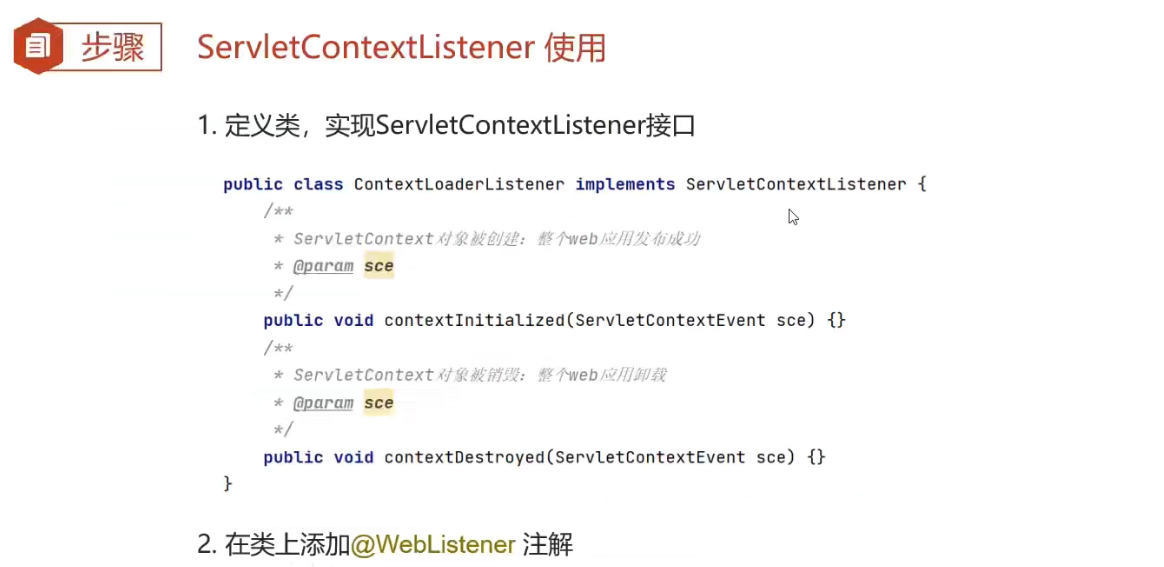 步骤
ServletContextListener 使用
1. 定义类，实现ServletContextListener接口
public class ContextLoaderListener implements ServletContextListener {
/**
* ServletContext对象被创建：整个web应用发布成功
* @param sce
*/
public void contextInitialized(ServletContextEvent sce) {}
/**
* ServletContext对象被销毁：整个web应用卸载
* @param sce
*/
public void contextDestroyed(ServletContextEvent sce) {}
}
2. 在类上添加@WebListener 注解